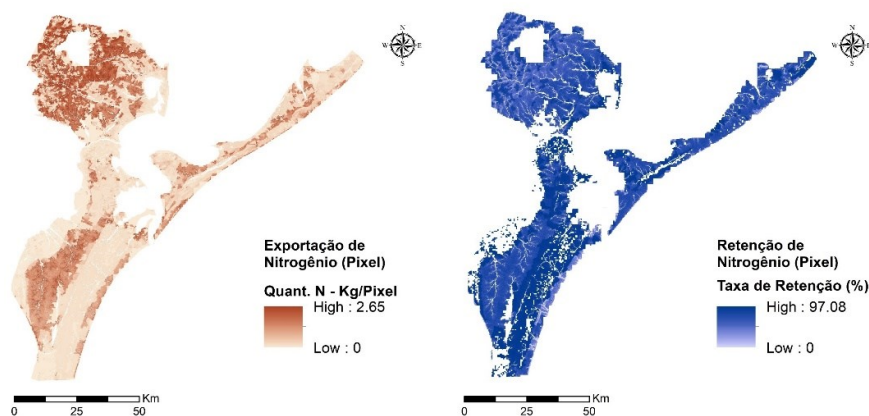 N
W E
S
Exportação de
Nitrogênio (Pixel)
Quant. N - Kg/Pixel
High : 2.65
Low : 0
Km
0 25 50
N
W E
S
Retenção de
Nitrogênio (Pixel)
Taxa de Retenção (%)
High : 97.08
Low : 0
Km
0 25 50